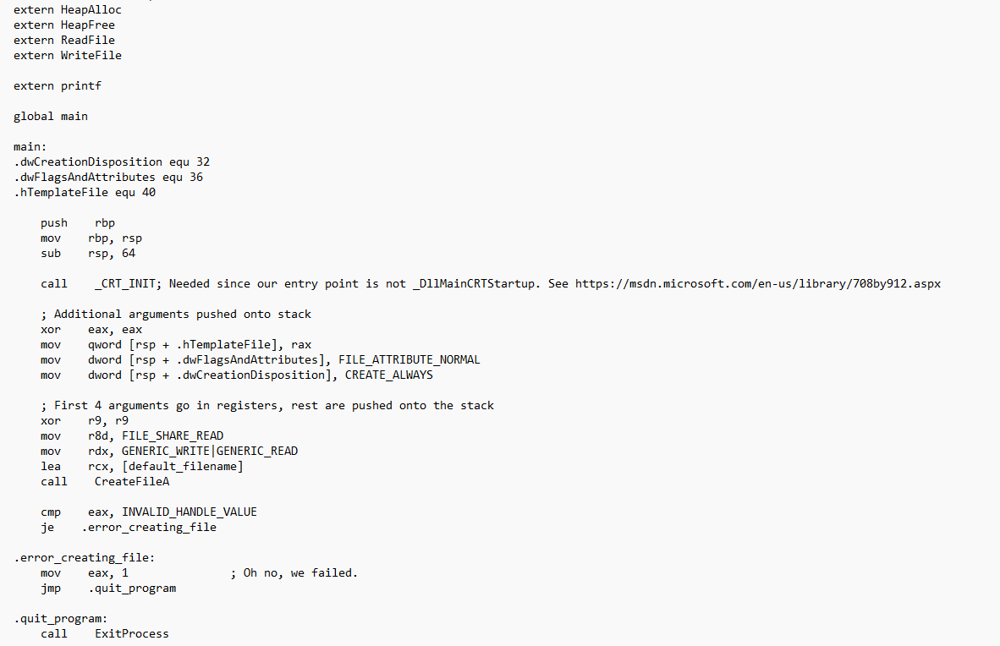 extern HeapAlloc
extern HeapFree
extern ReadFile
extern WriteFile

extern printf

global main

main:
.dwCreationDisposition equ 32
.dwFlagsAndAttributes equ 36
.hTemplateFile equ 40

    push    rbp
    mov    rbp, rsp
    sub    rsp, 64

    call    _CRT_INIT; Needed since our entry point is not _DllMainCRTStartup. See https://msdn.microsoft.com/en-us/library/708by912.aspx

    ; Additional arguments pushed onto stack
    xor    eax, eax
    mov    qword [rsp + .hTemplateFile], rax
    mov    dword [rsp + .dwFlagsAndAttributes], FILE_ATTRIBUTE_NORMAL
    mov    dword [rsp + .dwCreationDisposition], CREATE_ALWAYS

    ; First 4 arguments go in registers, rest are pushed onto the stack
    xor    r9, r9
    mov    r8d, FILE_SHARE_READ
    mov    rdx, GENERIC_WRITE|GENERIC_READ
    lea    rcx, [default_filename]
    call    CreateFileA

    cmp    eax, INVALID_HANDLE_VALUE
    je    .error_creating_file

.error_creating_file:
    mov    eax, 1               ; Oh no, we failed.
    jmp    .quit_program

.quit_program:
    call    ExitProcess